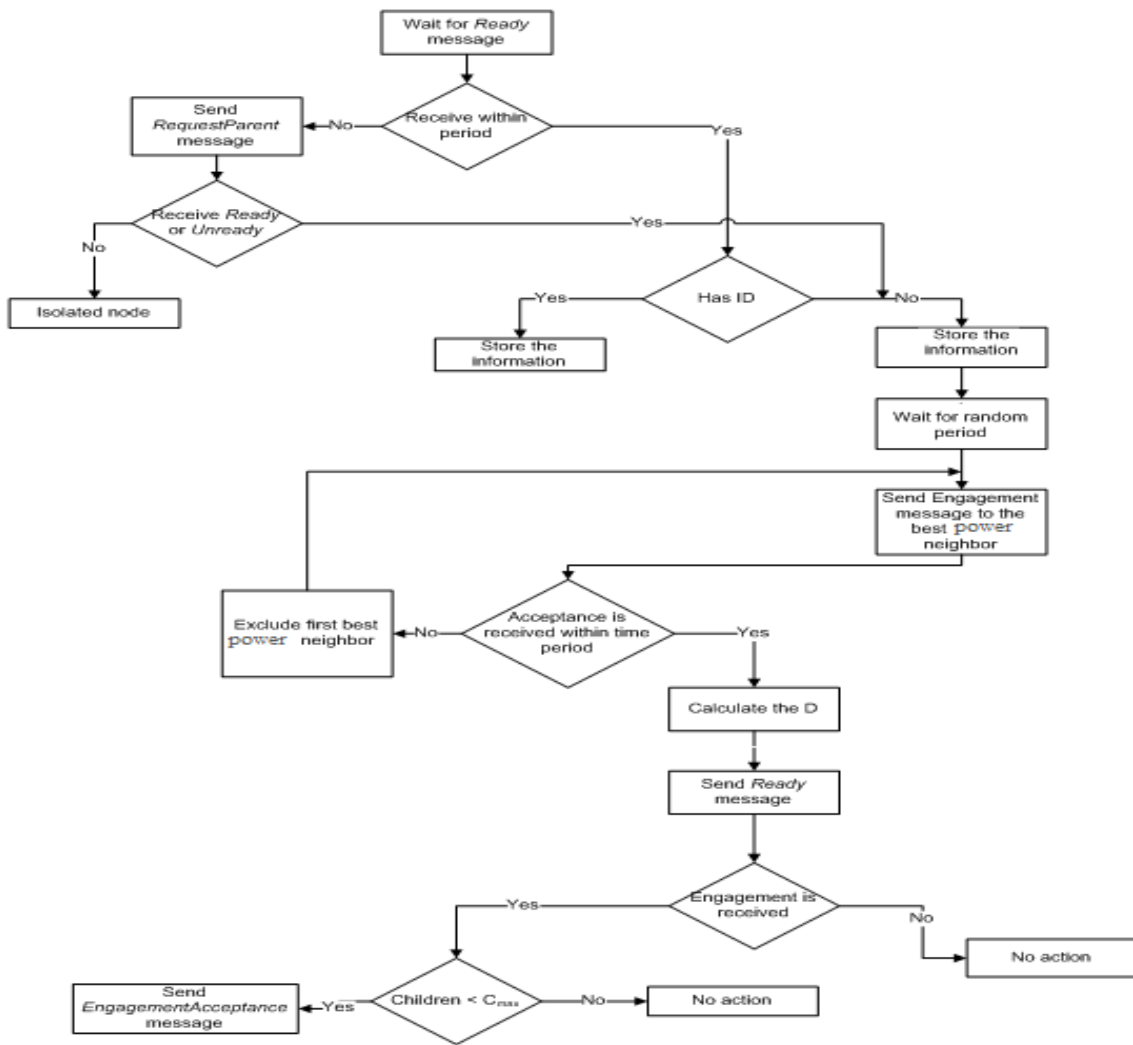 Wait for Ready
message
Receive within
period
No
Yes
Send
RequestParent
message
Receive Ready
or Unready
No
Yes
Isolated node
Has ID
Yes
No
Store the
information
Store the
information
Wait for random
period
Send Engagement
message to the
best power
neighbor
Acceptance is
received within time
period
No
Yes
Exclude first best
power neighbor
Calculate the D
Send Ready
message
Engagement is
received
Yes
No
No action
Children < Cmax
Yes
No
Send
EngagementAcceptance
message
No action